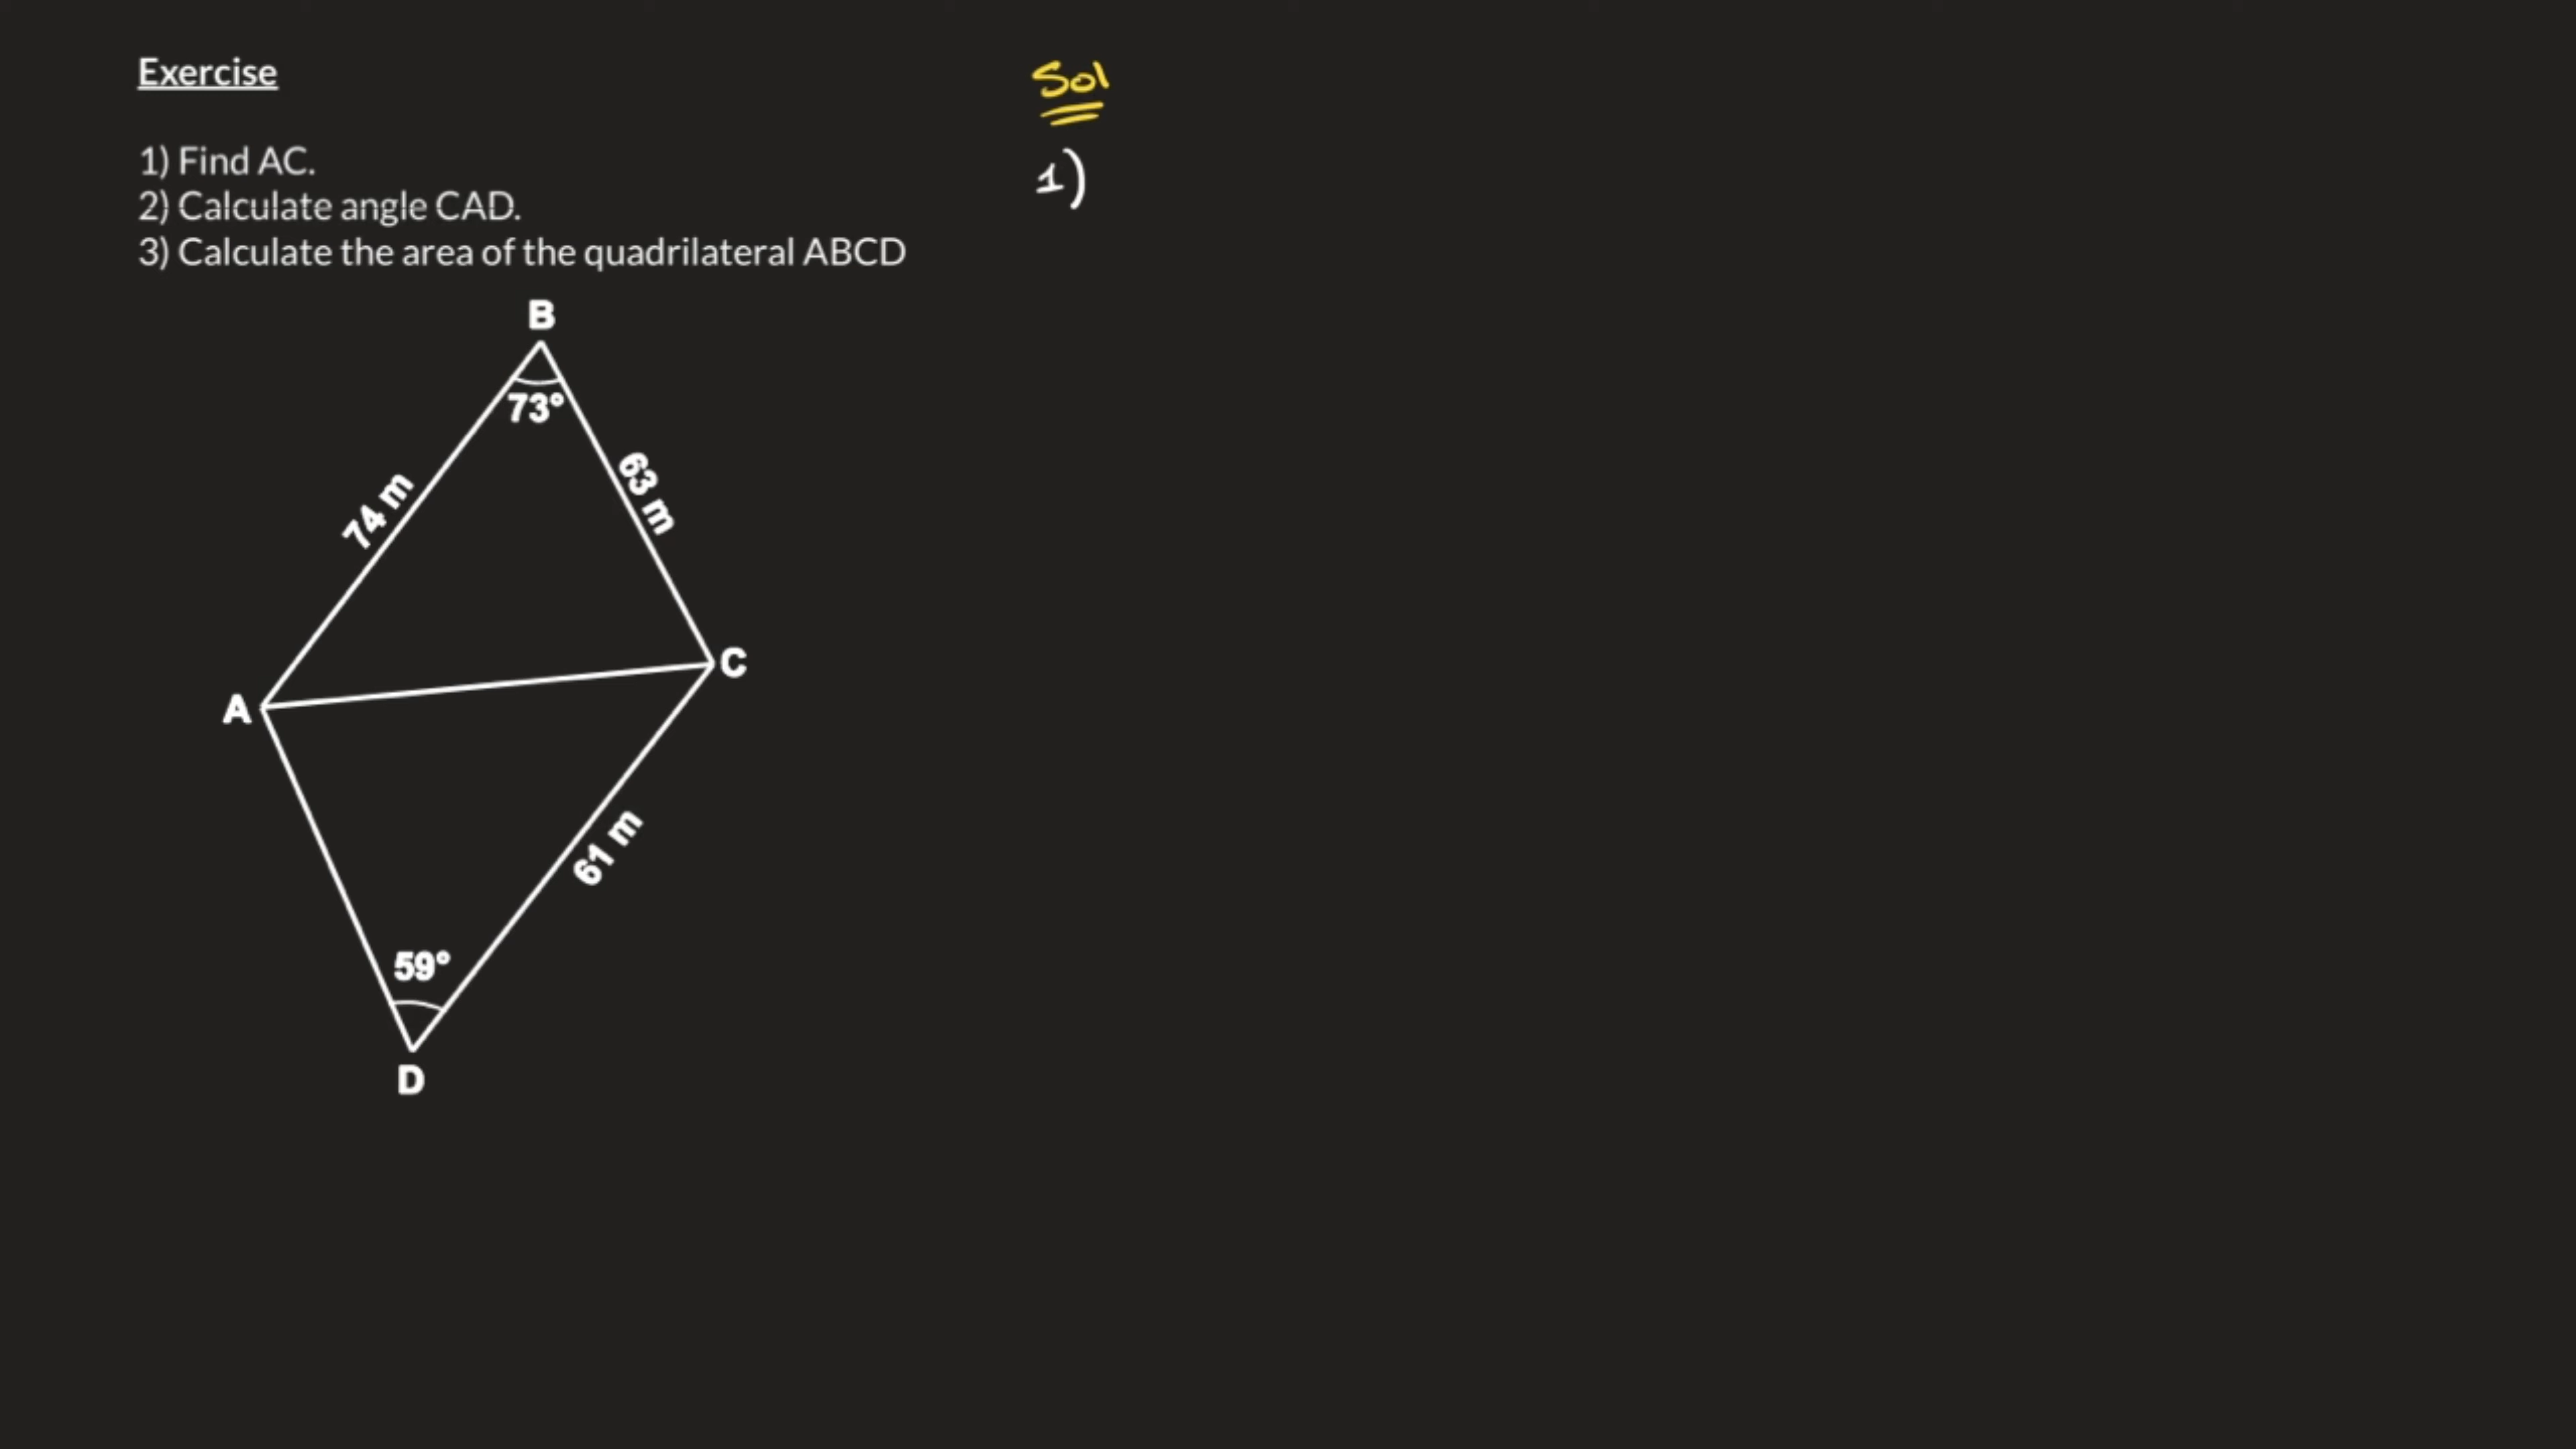 Exercise
1) Find AC.
2) Calculate angle CAD.
3) Calculate the area of the quadrilateral ABCD
B
73°
74 m
63 m
A
C
61 m
59°
D
Sol
1)